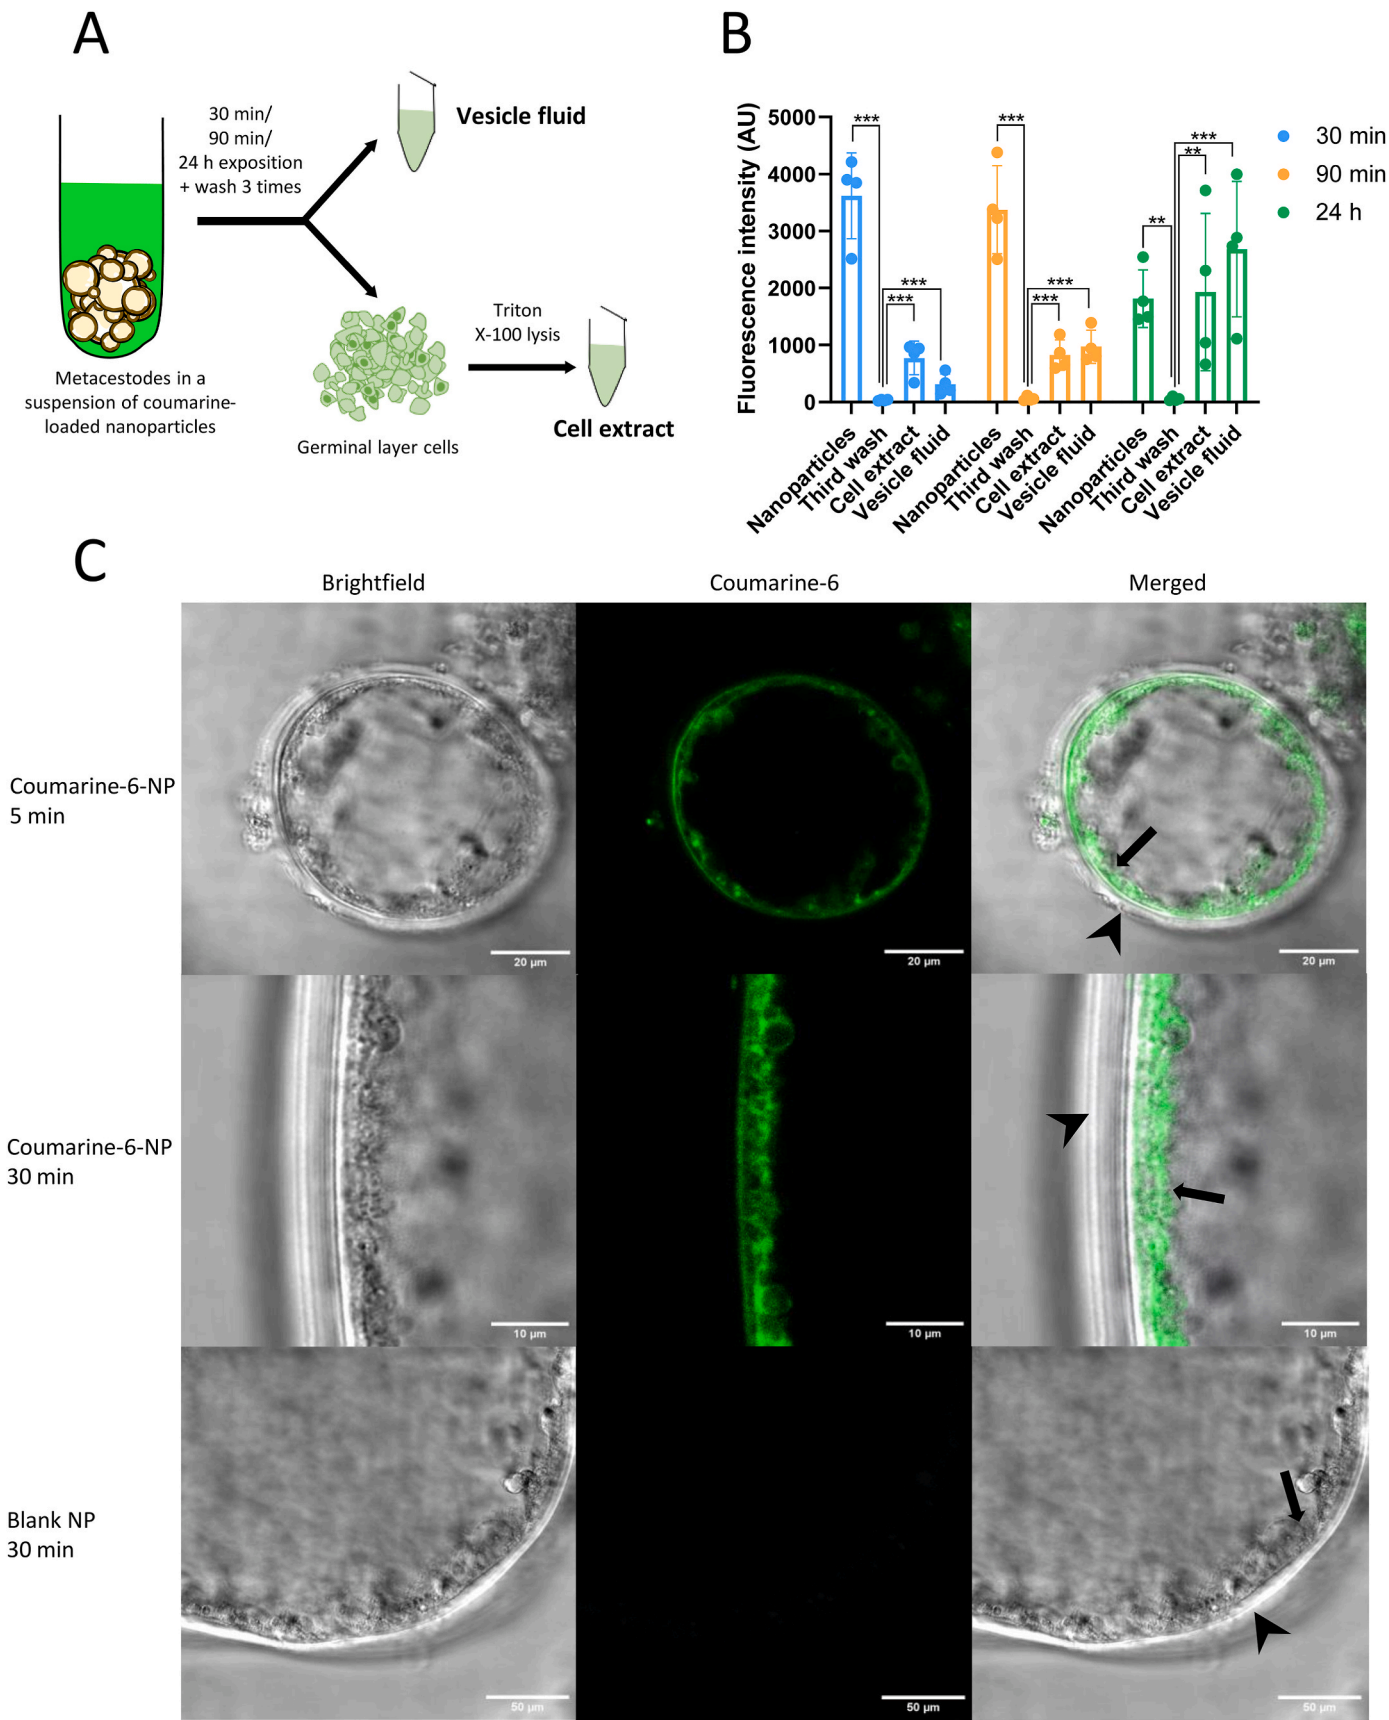 A
30 min/
90 min/
24 h exposition
+ wash 3 times
Vesicle fluid
Metacestodes in a
suspension of coumarine-
loaded nanoparticles
Germinal layer cells
Triton
X-100 lysis
Cell extract
B
Fluorescence intensity (AU)
5000
4000
3000
2000
1000
0
*** *** *** *** *** *** ** ** ***
Nanoparticles
Third wash
Cell extract
Vesicle fluid
Nanoparticles
Third wash
Cell extract
Vesicle fluid
Nanoparticles
Third wash
Cell extract
Vesicle fluid
30 min
90 min
24 h
C
Brightfield
Coumarine-6
Merged
Coumarine-6-NP
5 min
20 µm
20 µm
20 µm
Coumarine-6-NP
30 min
10 µm
10 µm
10 µm
Blank NP
30 min
50 µm
50 µm
50 µm